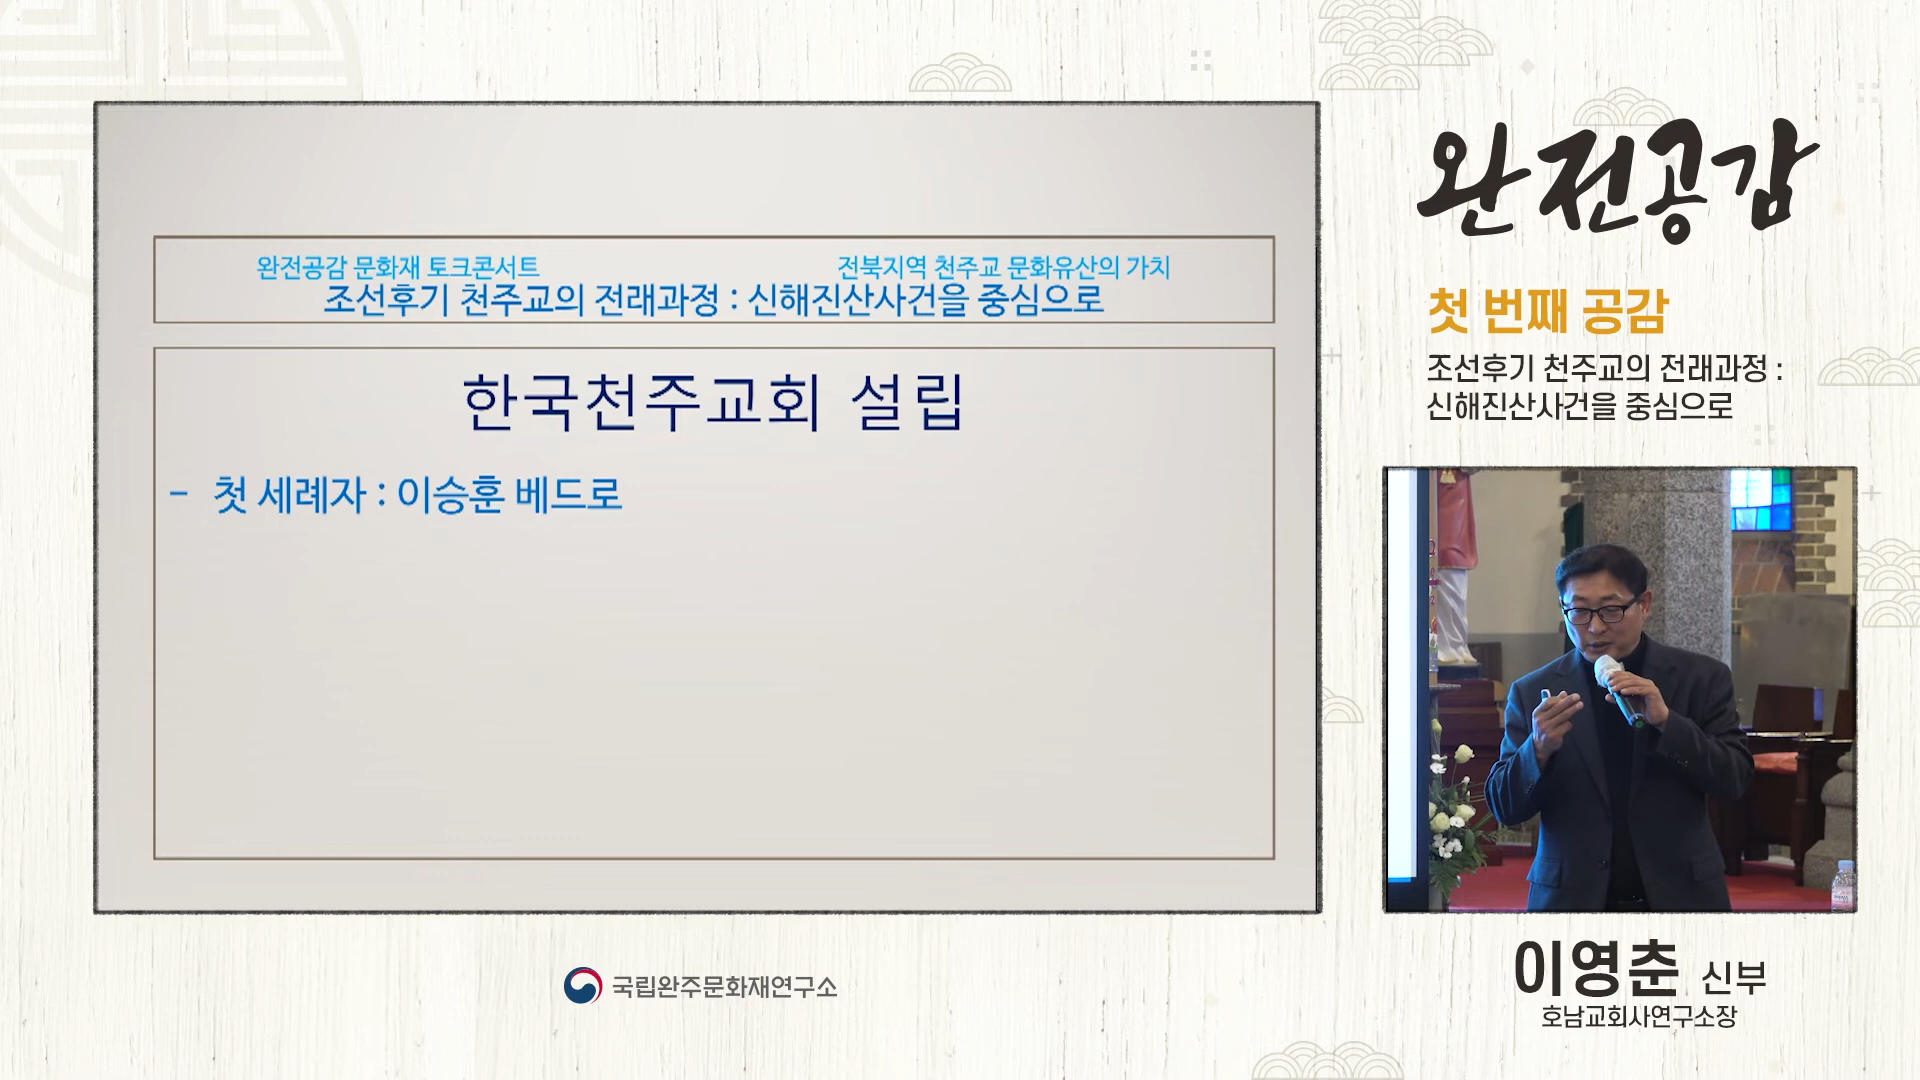 완전공감 문화재 토크콘서트 전북지역 천주교 문화유산의 가치
조선후기 천주교의 전래과정 : 신해진산사건을 중심으로
한국천주교회 설립
- 첫 세례자 : 이승훈 베드로
완전공감
첫 번째 공감
조선후기 천주교의 전래과정 :
신해진산사건을 중심으로
이영춘 신부
호남교회사연구소장
국립완주문화재연구소